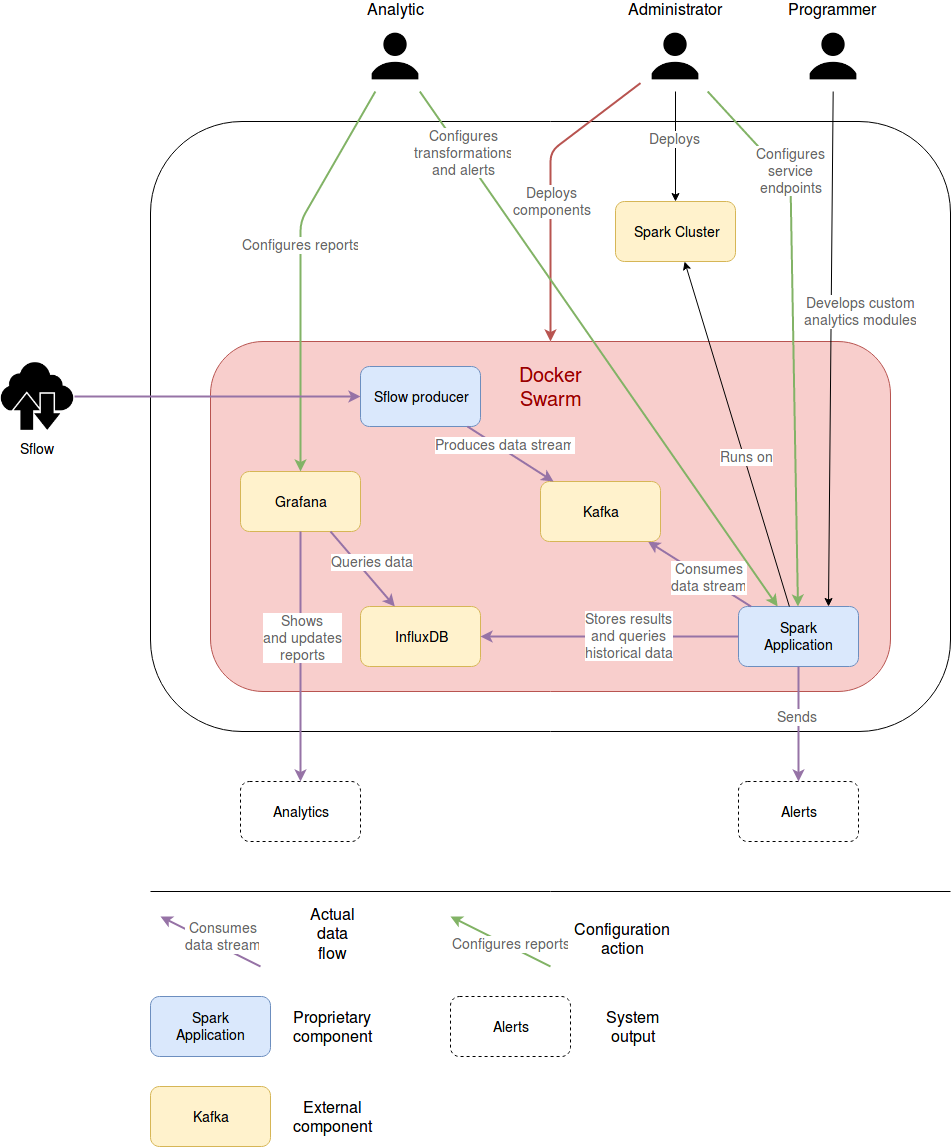 Analytic
Administrator
Programmer
Configures
transformations
and alerts
Deploys
Configures
service
endpoints
Deploys
components
Spark Cluster
Configures reports
Develops custom
analytics modules
Docker
Swarm
Sflow producer
Sflow
Produces data stream
Runs on
Grafana
Kafka
Queries data
Consumes
data stream
Shows
and updates
reports
InfluxDB
Stores results
and queries
historical data
Spark
Application
Sends
Analytics
Alerts
Consumes
data stream
Actual
data
flow
Configures reports
Configuration
action
Spark
Application
Proprietary
component
Alerts
System
output
Kafka
External
component